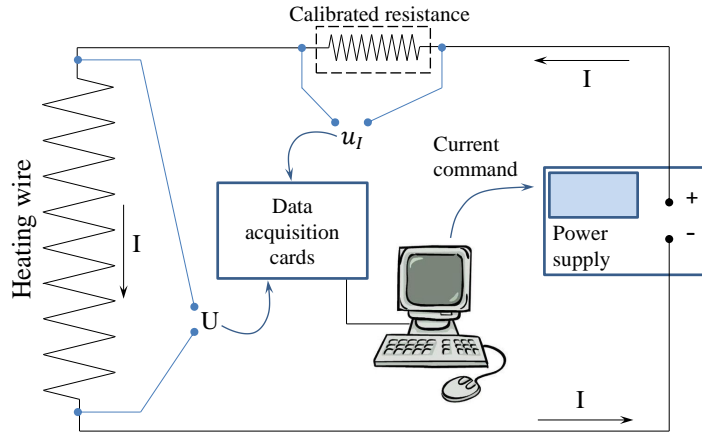 Calibrated resistance
I
u_I
Current
command
Heating wire
I
Data
acquisition
cards
+
-
Power
supply
U
I